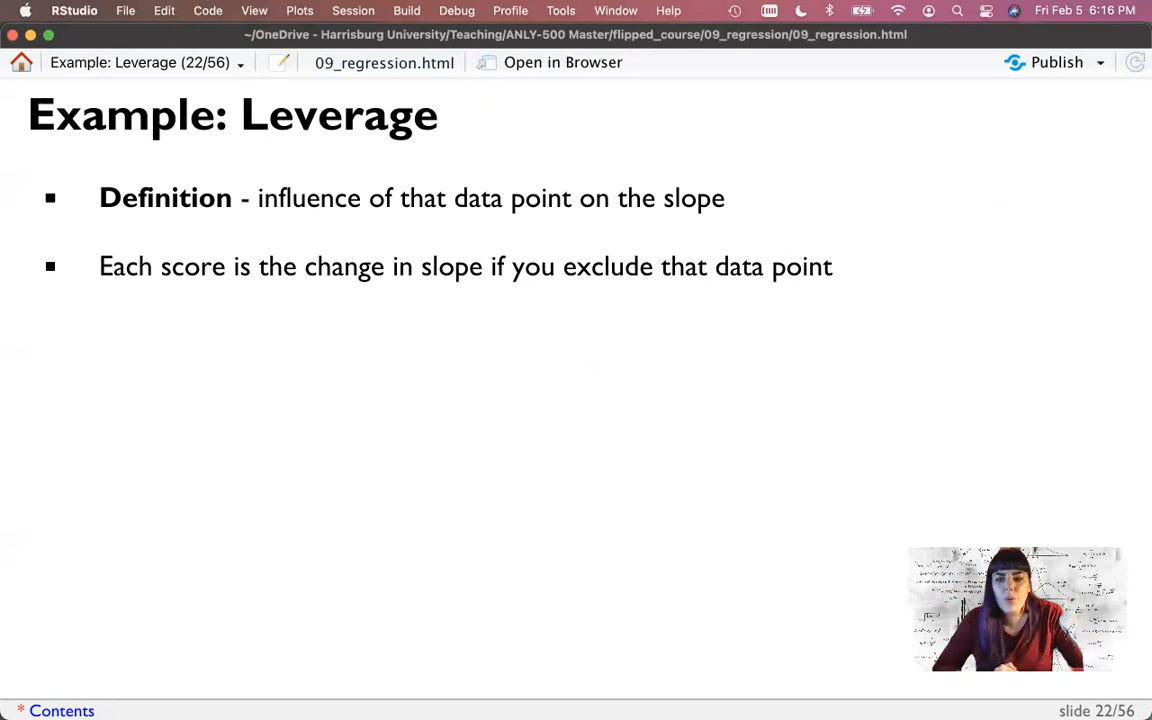 RStudio File Edit Code View Plots Session Build Debug Profile Tools Window Help Fri Feb 5 6:16 PM
~/OneDrive - Harrisburg University/Teaching/ANLY-500 Master/flipped_course/09_regression/09_regression.html
Example: Leverage (22/56) 09_regression.html Open in Browser Publish
Example: Leverage
▪ Definition - influence of that data point on the slope
▪ Each score is the change in slope if you exclude that data point
* Contents slide 22/56